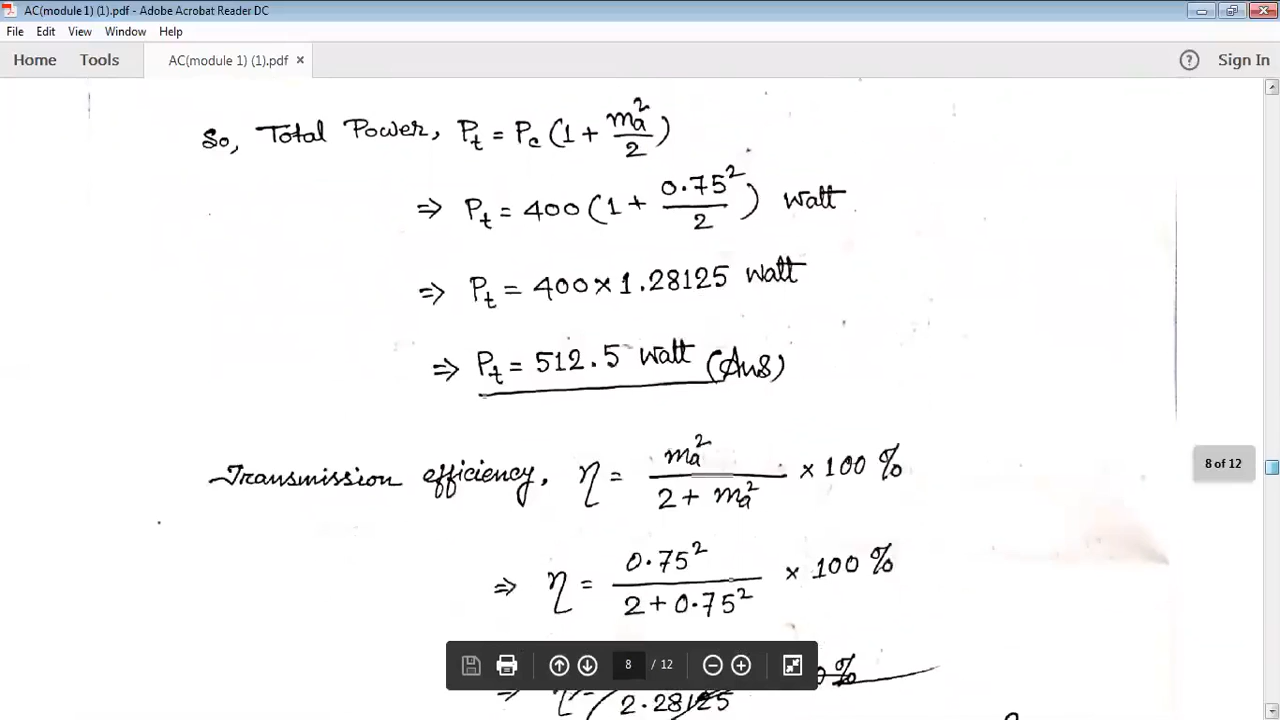 AC(module 1) (1).pdf - Adobe Acrobat Reader DC
File Edit View Window Help
Home Tools AC(module 1) (1).pdf × ? Sign In
So, Total Power, Pt = Pc (1 + ma²/2)
⇒ Pt = 400 (1 + 0.75²/2) Watt
⇒ Pt = 400 × 1.28125 Watt
⇒ Pt = 512.5 Watt (Ans)
Transmission efficiency, η = ma²/(2 + ma²) × 100 %
8 of 12
⇒ η = 0.75²/(2 + 0.75²) × 100 %
8 / 12
⇒ η = 2.28125 0 %